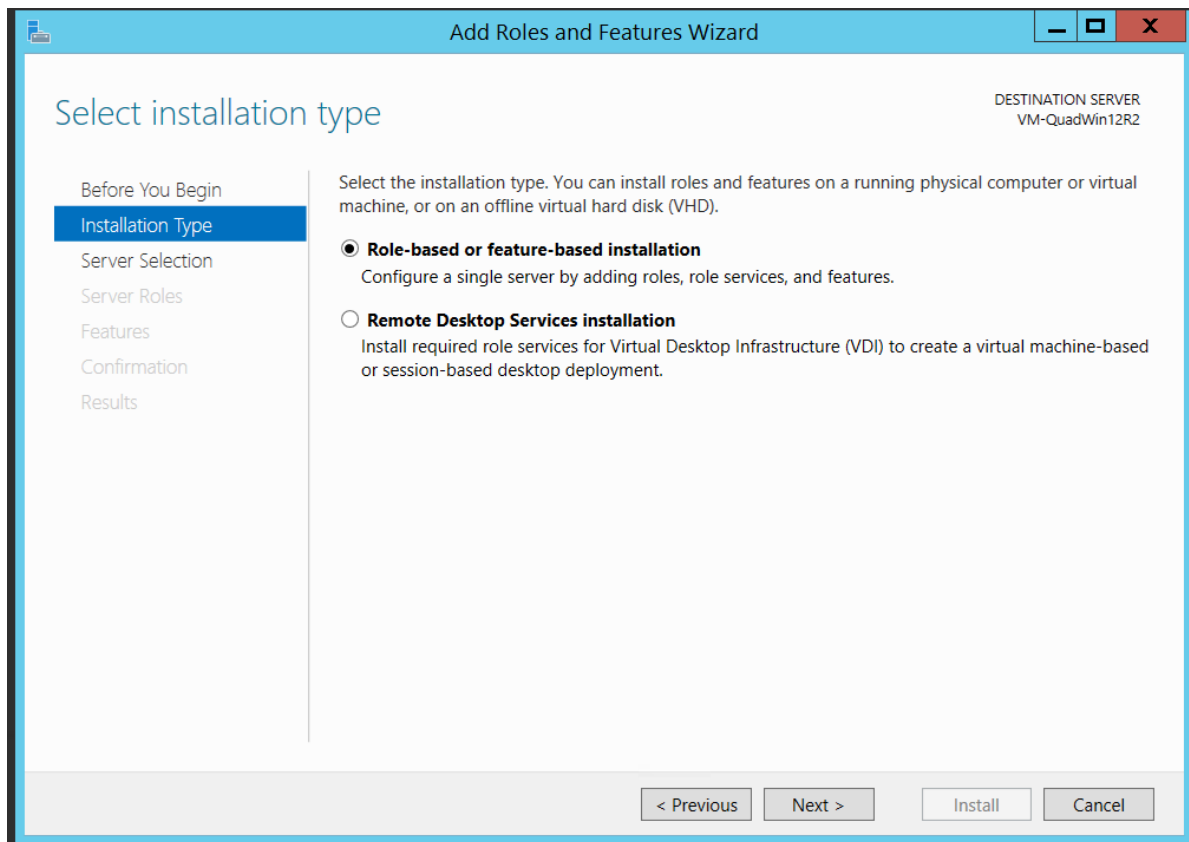 Add Roles and Features Wizard
Select installation type
DESTINATION SERVER
VM-QuadWin12R2
Before You Begin
Installation Type
Server Selection
Server Roles
Features
Confirmation
Results
Select the installation type. You can install roles and features on a running physical computer or virtual
machine, or on an offline virtual hard disk (VHD).
Role-based or feature-based installation
Configure a single server by adding roles, role services, and features.
Remote Desktop Services installation
Install required role services for Virtual Desktop Infrastructure (VDI) to create a virtual machine-based
or session-based desktop deployment.
< Previous
Next >
Install
Cancel